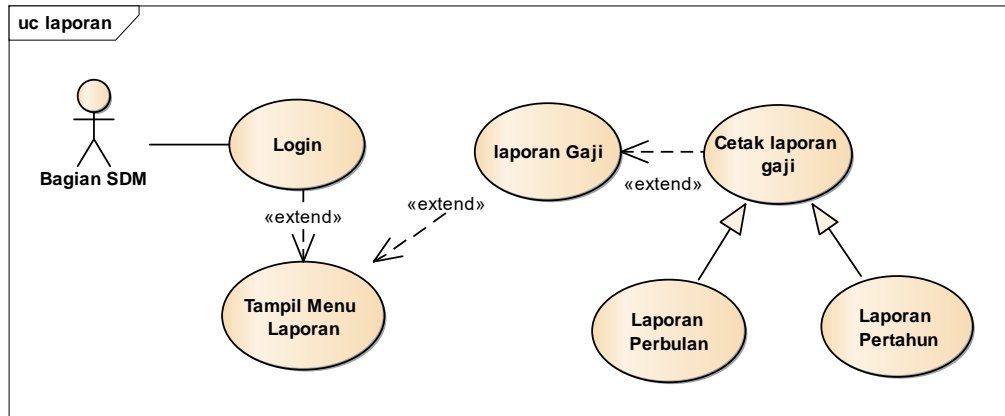 uc laporan
Bagian SDM
Login
«extend»
Tampil Menu
Laporan
«extend»
laporan Gaji
«extend»
Cetak laporan
gaji
Laporan
Perbulan
Laporan
Pertahun